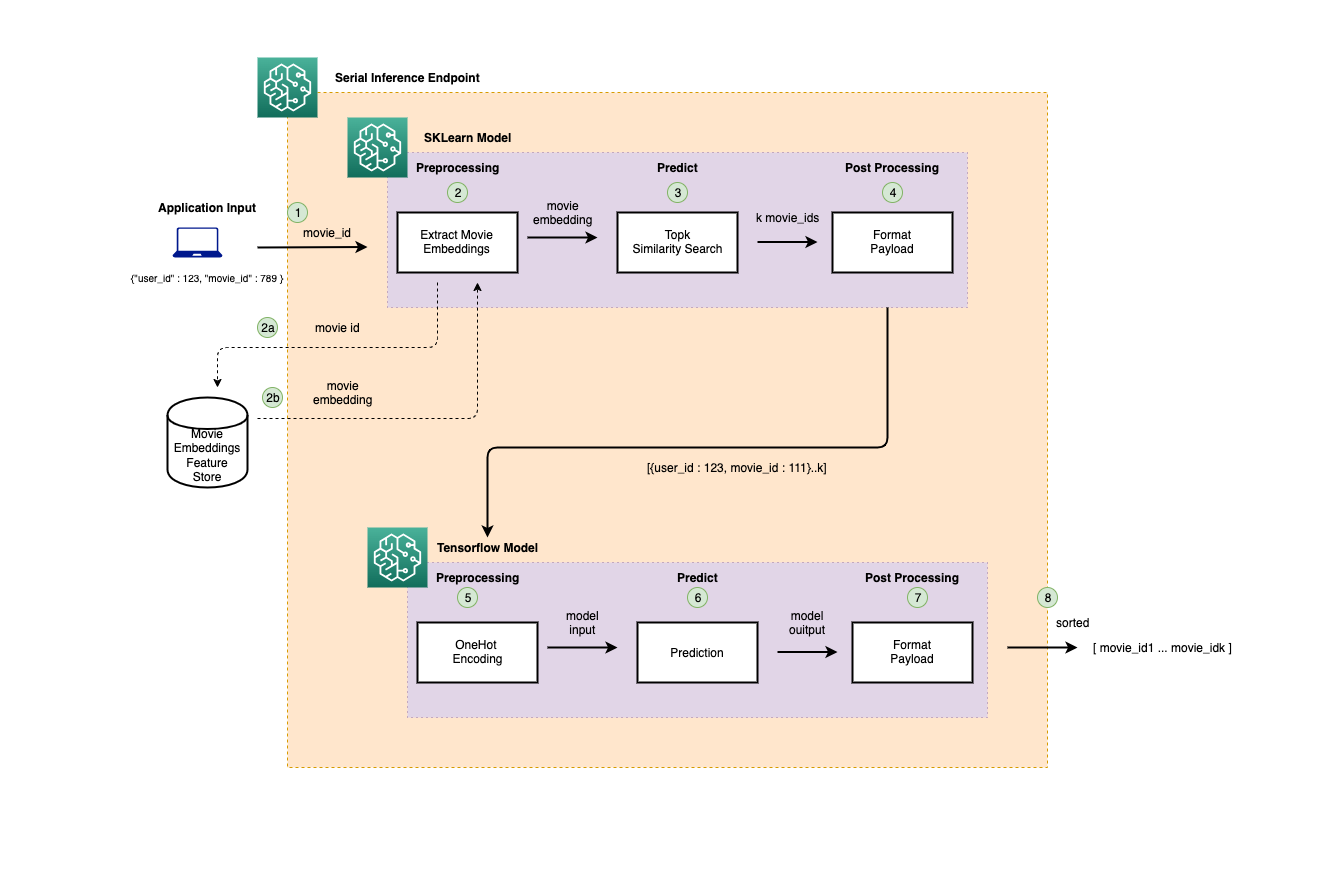 Serial Inference Endpoint
SKLearn Model
Preprocessing
Predict
Post Processing
2
3
4
Application Input
1
movie_id
{"user_id" : 123, "movie_id" : 789 }
Extract Movie
Embeddings
movie
embedding
Topk
Similarity Search
k movie_ids
Format
Payload
2a
movie id
2b
movie
embedding
Movie
Embeddings
Feature
Store
[{user_id : 123, movie_id : 111}..k]
Tensorflow Model
Preprocessing
Predict
Post Processing
5
6
7
8
OneHot
Encoding
model
input
Prediction
model
ouitput
Format
Payload
sorted
[ movie_id1 ... movie_idk ]